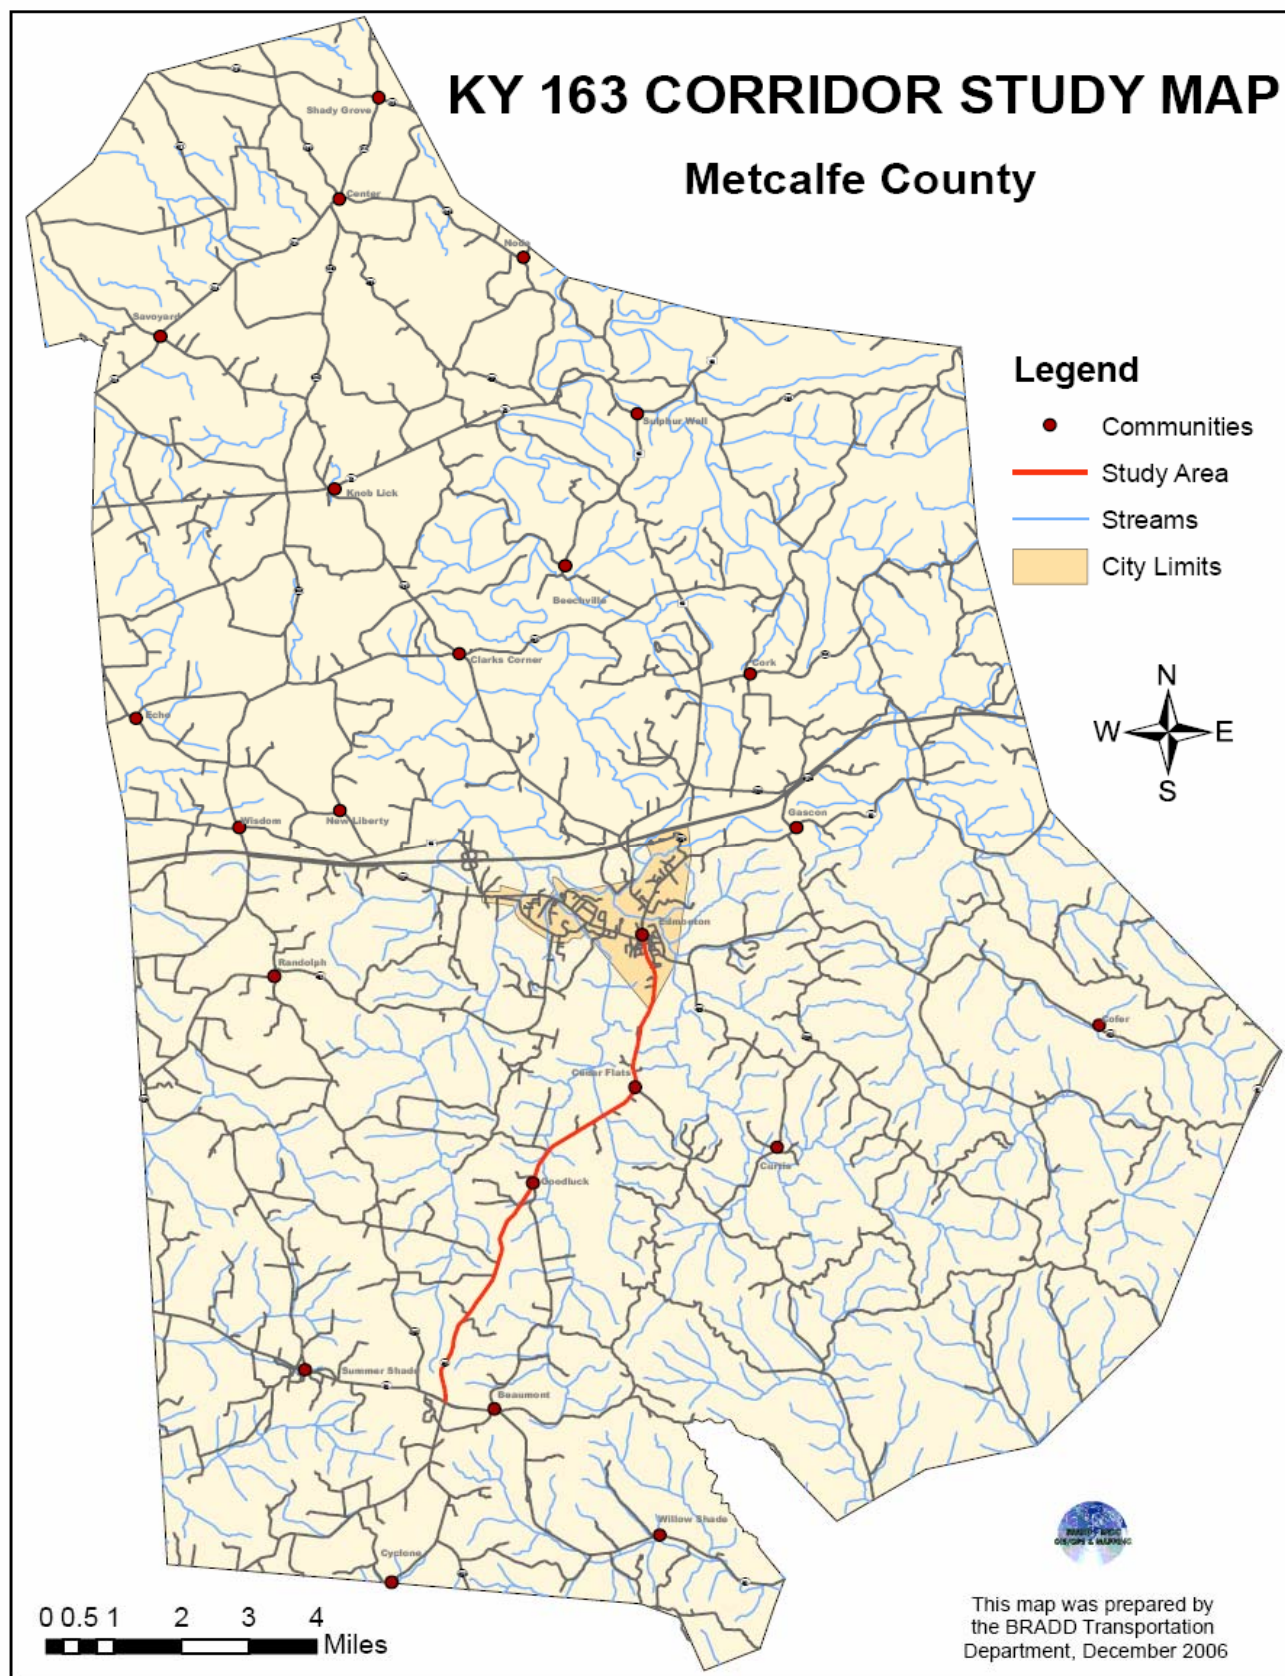 KY 163 CORRIDOR STUDY MAP
Metcalfe County
Shady Grove
Center
Node
Savoyard
Sulphur Well
Knob Lick
Beechville
Clarks Corner
Cork
Echo
Wisdom
New Liberty
Gascon
Edmonton
Randolph
Cofer
Cedar Flats
Curtis
Goodluck
Summer Shade
Beaumont
Willow Shade
Cyclone
Legend
Communities
Study Area
Streams
City Limits
N
W E
S
0 0.5 1 2 3 4
Miles
This map was prepared by
the BRADD Transportation
Department, December 2006